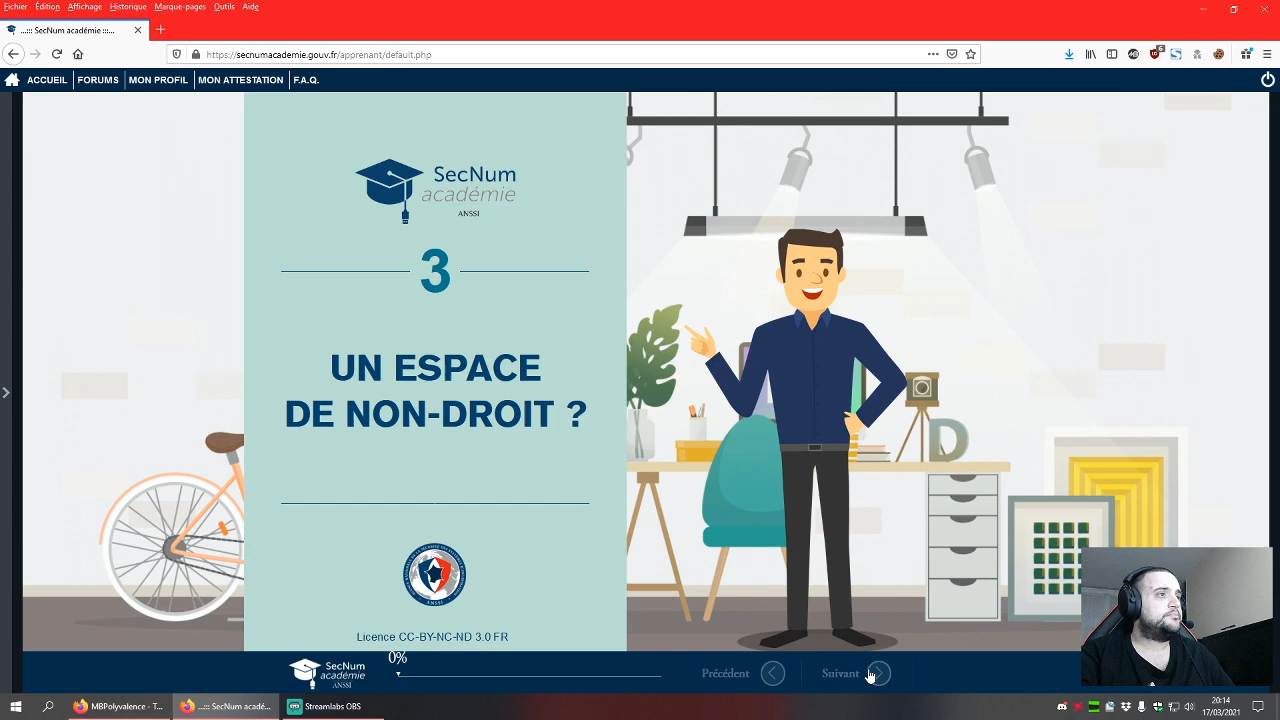 Fichier Édition Affichage Historique Marque-pages Outils Aide
...:: SecNum académie :::...
https://secnumacademie.gouv.fr/apprenant/default.php
ACCUEIL FORUMS MON PROFIL MON ATTESTATION F.A.Q.
SecNum
académie
ANSSI
3
UN ESPACE
DE NON-DROIT ?
D
ANSSI
Licence CC-BY-NC-ND 3.0 FR
SecNum
académie
ANSSI
0%
Précédent
Suivant
MBPolyvalence - T...
...:: SecNum acadé...
Streamlabs OBS
20:14
17/03/2021